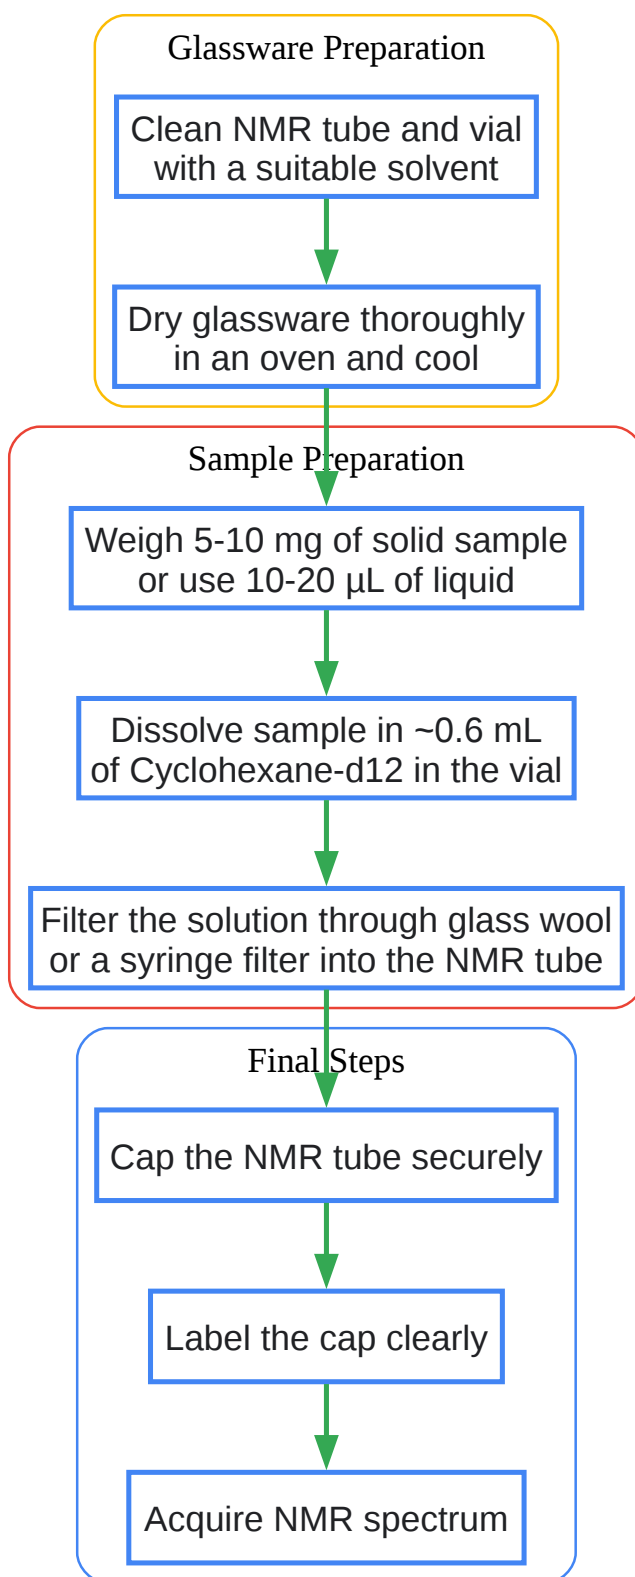 Glassware Preparation
Clean NMR tube and vial
with a suitable solvent
Dry glassware thoroughly
in an oven and cool
Sample Preparation
Weigh 5-10 mg of solid sample
or use 10-20 µL of liquid
Dissolve sample in ~0.6 mL
of Cyclohexane-d12 in the vial
Filter the solution through glass wool
or a syringe filter into the NMR tube
Final Steps
Cap the NMR tube securely
Label the cap clearly
Acquire NMR spectrum